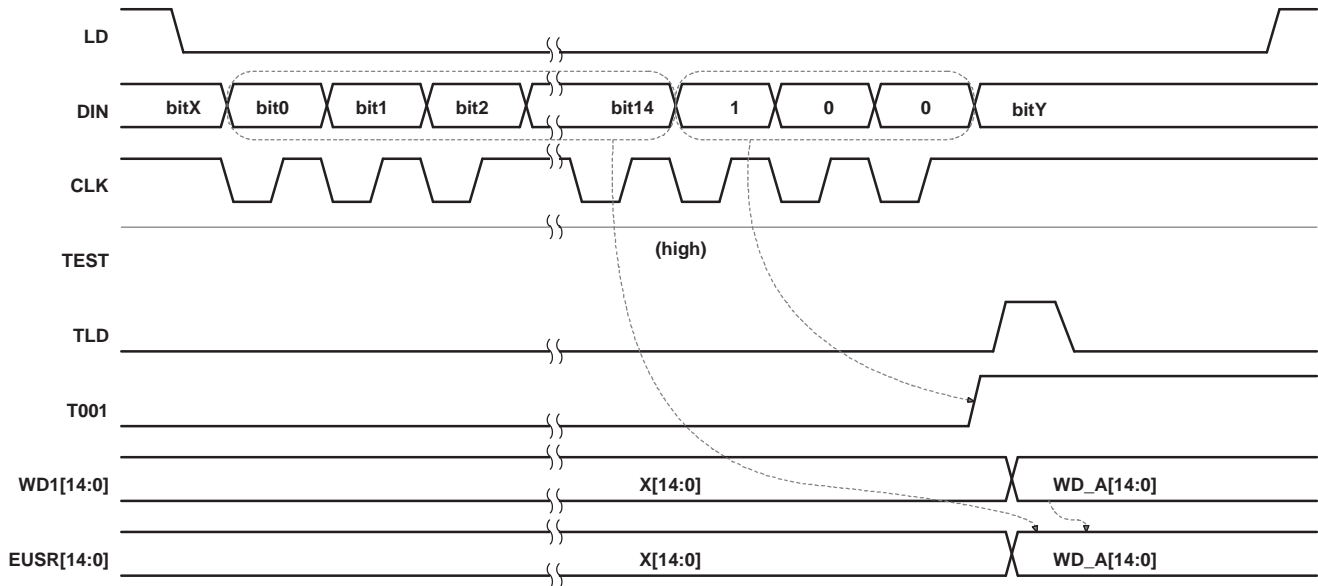 LD
DIN bitX bit0 bit1 bit2 bit14 1 0 0 bitY
CLK
(high)
TEST
TLD
T001
WD1[14:0] X[14:0] WD_A[14:0]
EUSR[14:0] X[14:0] WD_A[14:0]